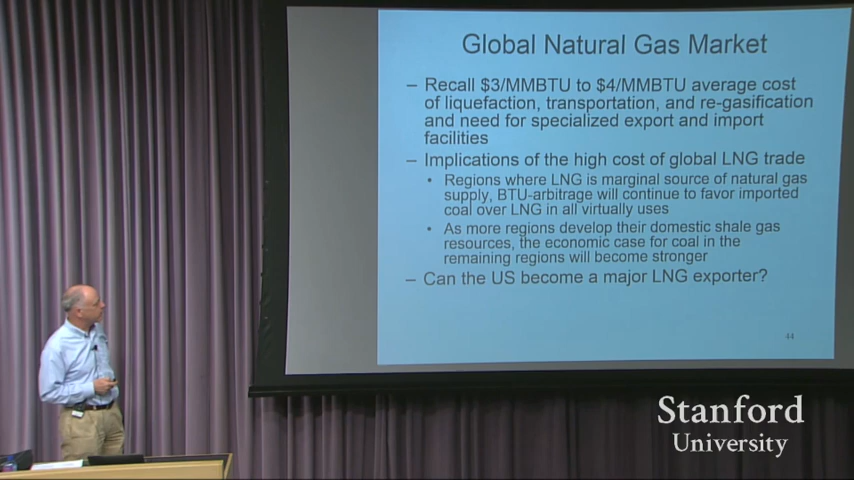 Global Natural Gas Market
– Recall $3/MMBTU to $4/MMBTU average cost
of liquefaction, transportation, and re-gasification
and need for specialized export and import
facilities
– Implications of the high cost of global LNG trade
• Regions where LNG is marginal source of natural gas
supply, BTU-arbitrage will continue to favor imported
coal over LNG in all virtually uses
• As more regions develop their domestic shale gas
resources, the economic case for coal in the
remaining regions will become stronger
– Can the US become a major LNG exporter?
44
Stanford
University